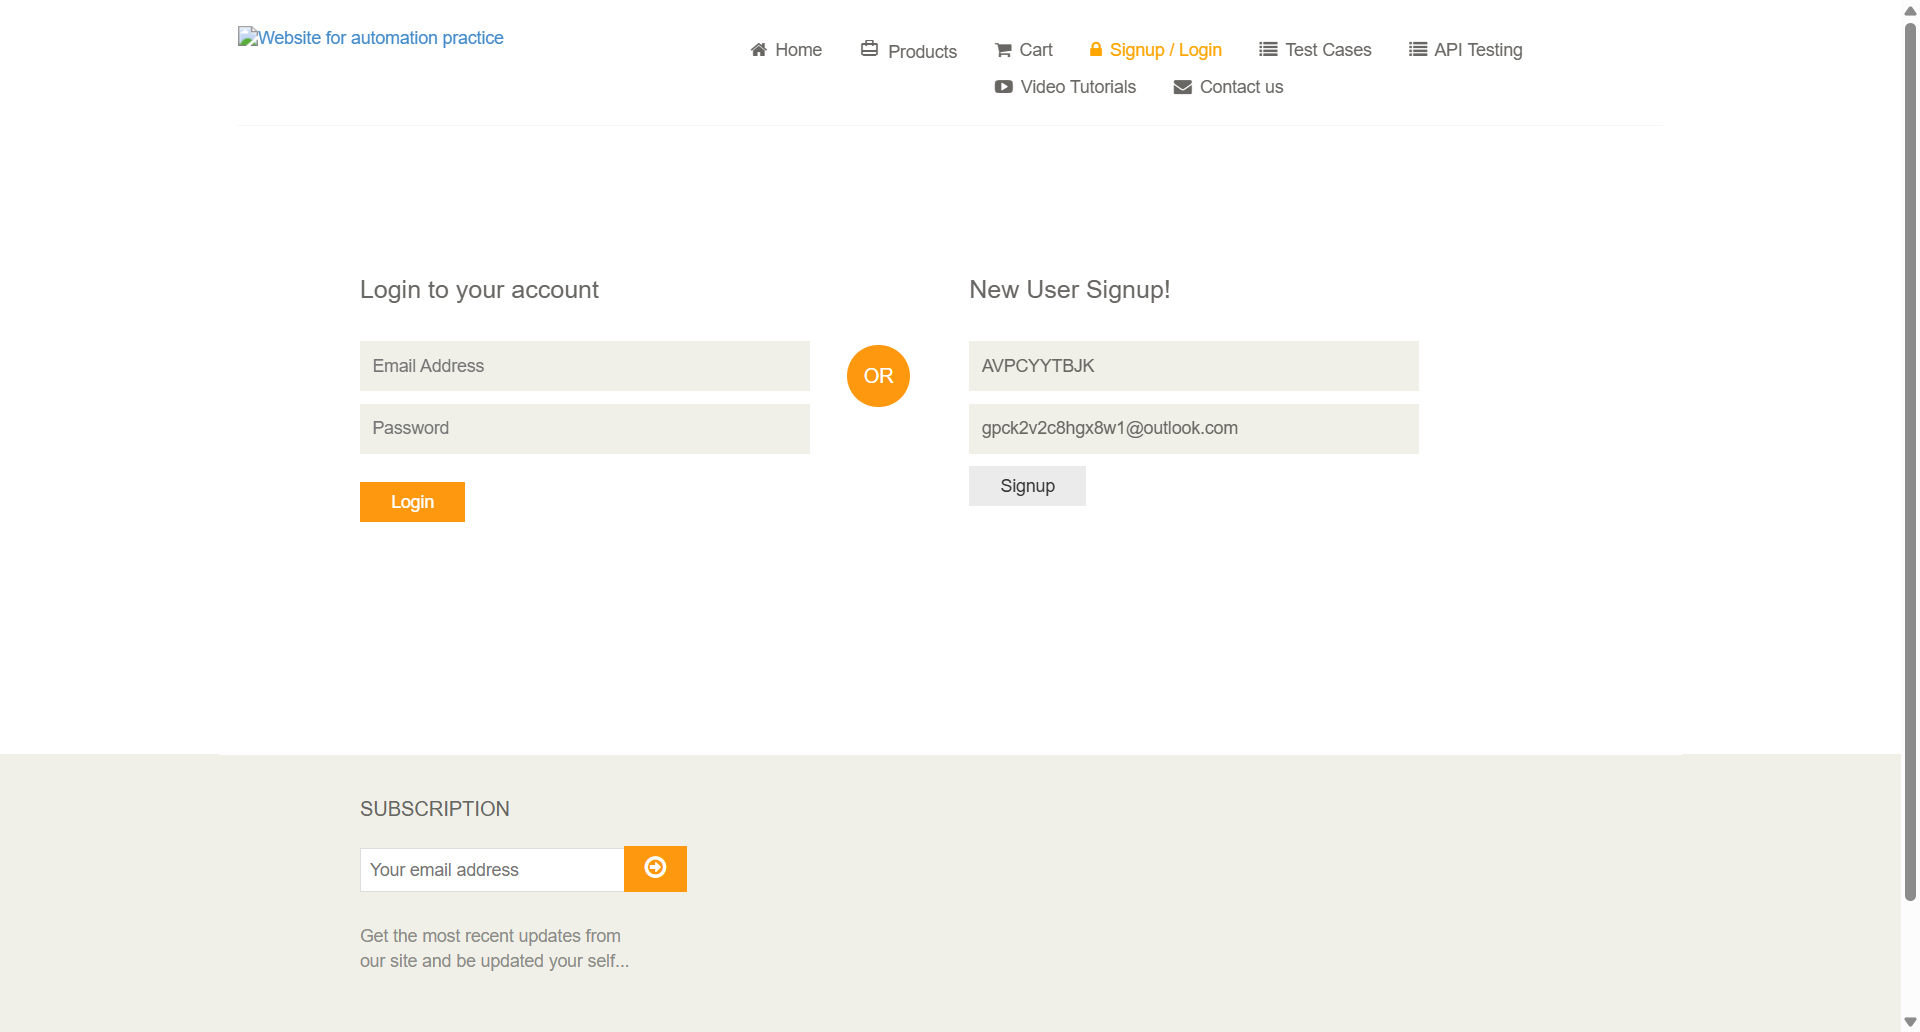 Website for automation practice
Home Products Cart Signup / Login Test Cases API Testing
Video Tutorials Contact us
Login to your account
Email Address
Password
Login
OR
New User Signup!
AVPCYYTBJK
gpck2v2c8hgx8w1@outlook.com
Signup
SUBSCRIPTION
Your email address
Get the most recent updates from
our site and be updated your self...